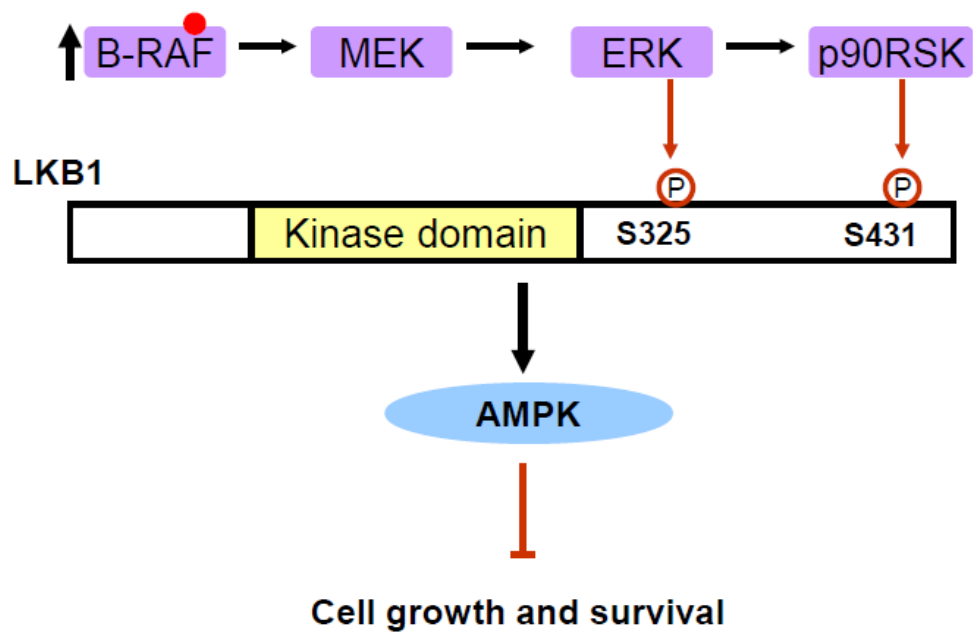 B-RAF MEK ERK p90RSK
LKB1
P P
Kinase domain S325 S431
AMPK
Cell growth and survival